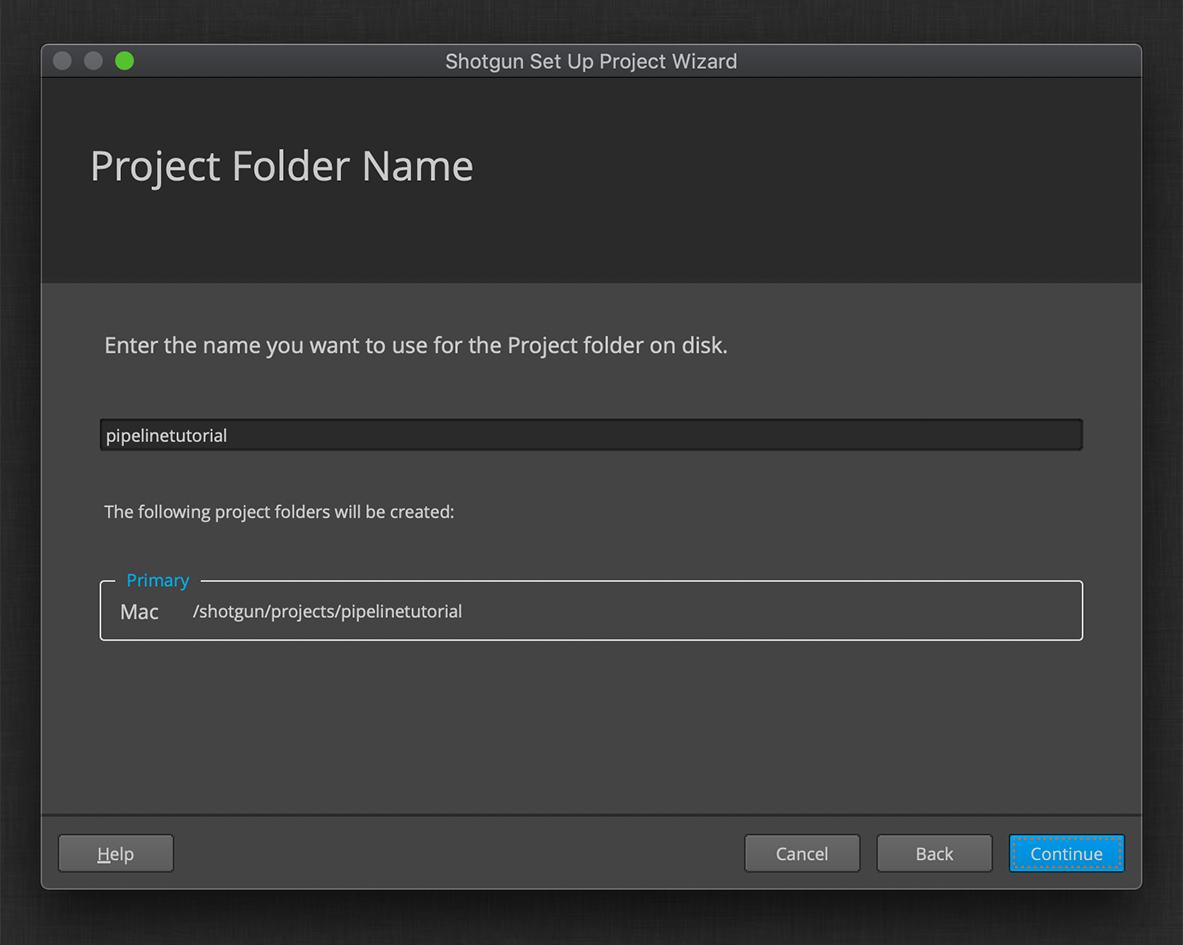 Shotgun Set Up Project Wizard
Project Folder Name
Enter the name you want to use for the Project folder on disk.
pipelinetutorial
The following project folders will be created:
Primary
Mac /shotgun/projects/pipelinetutorial
Help Cancel Back Continue